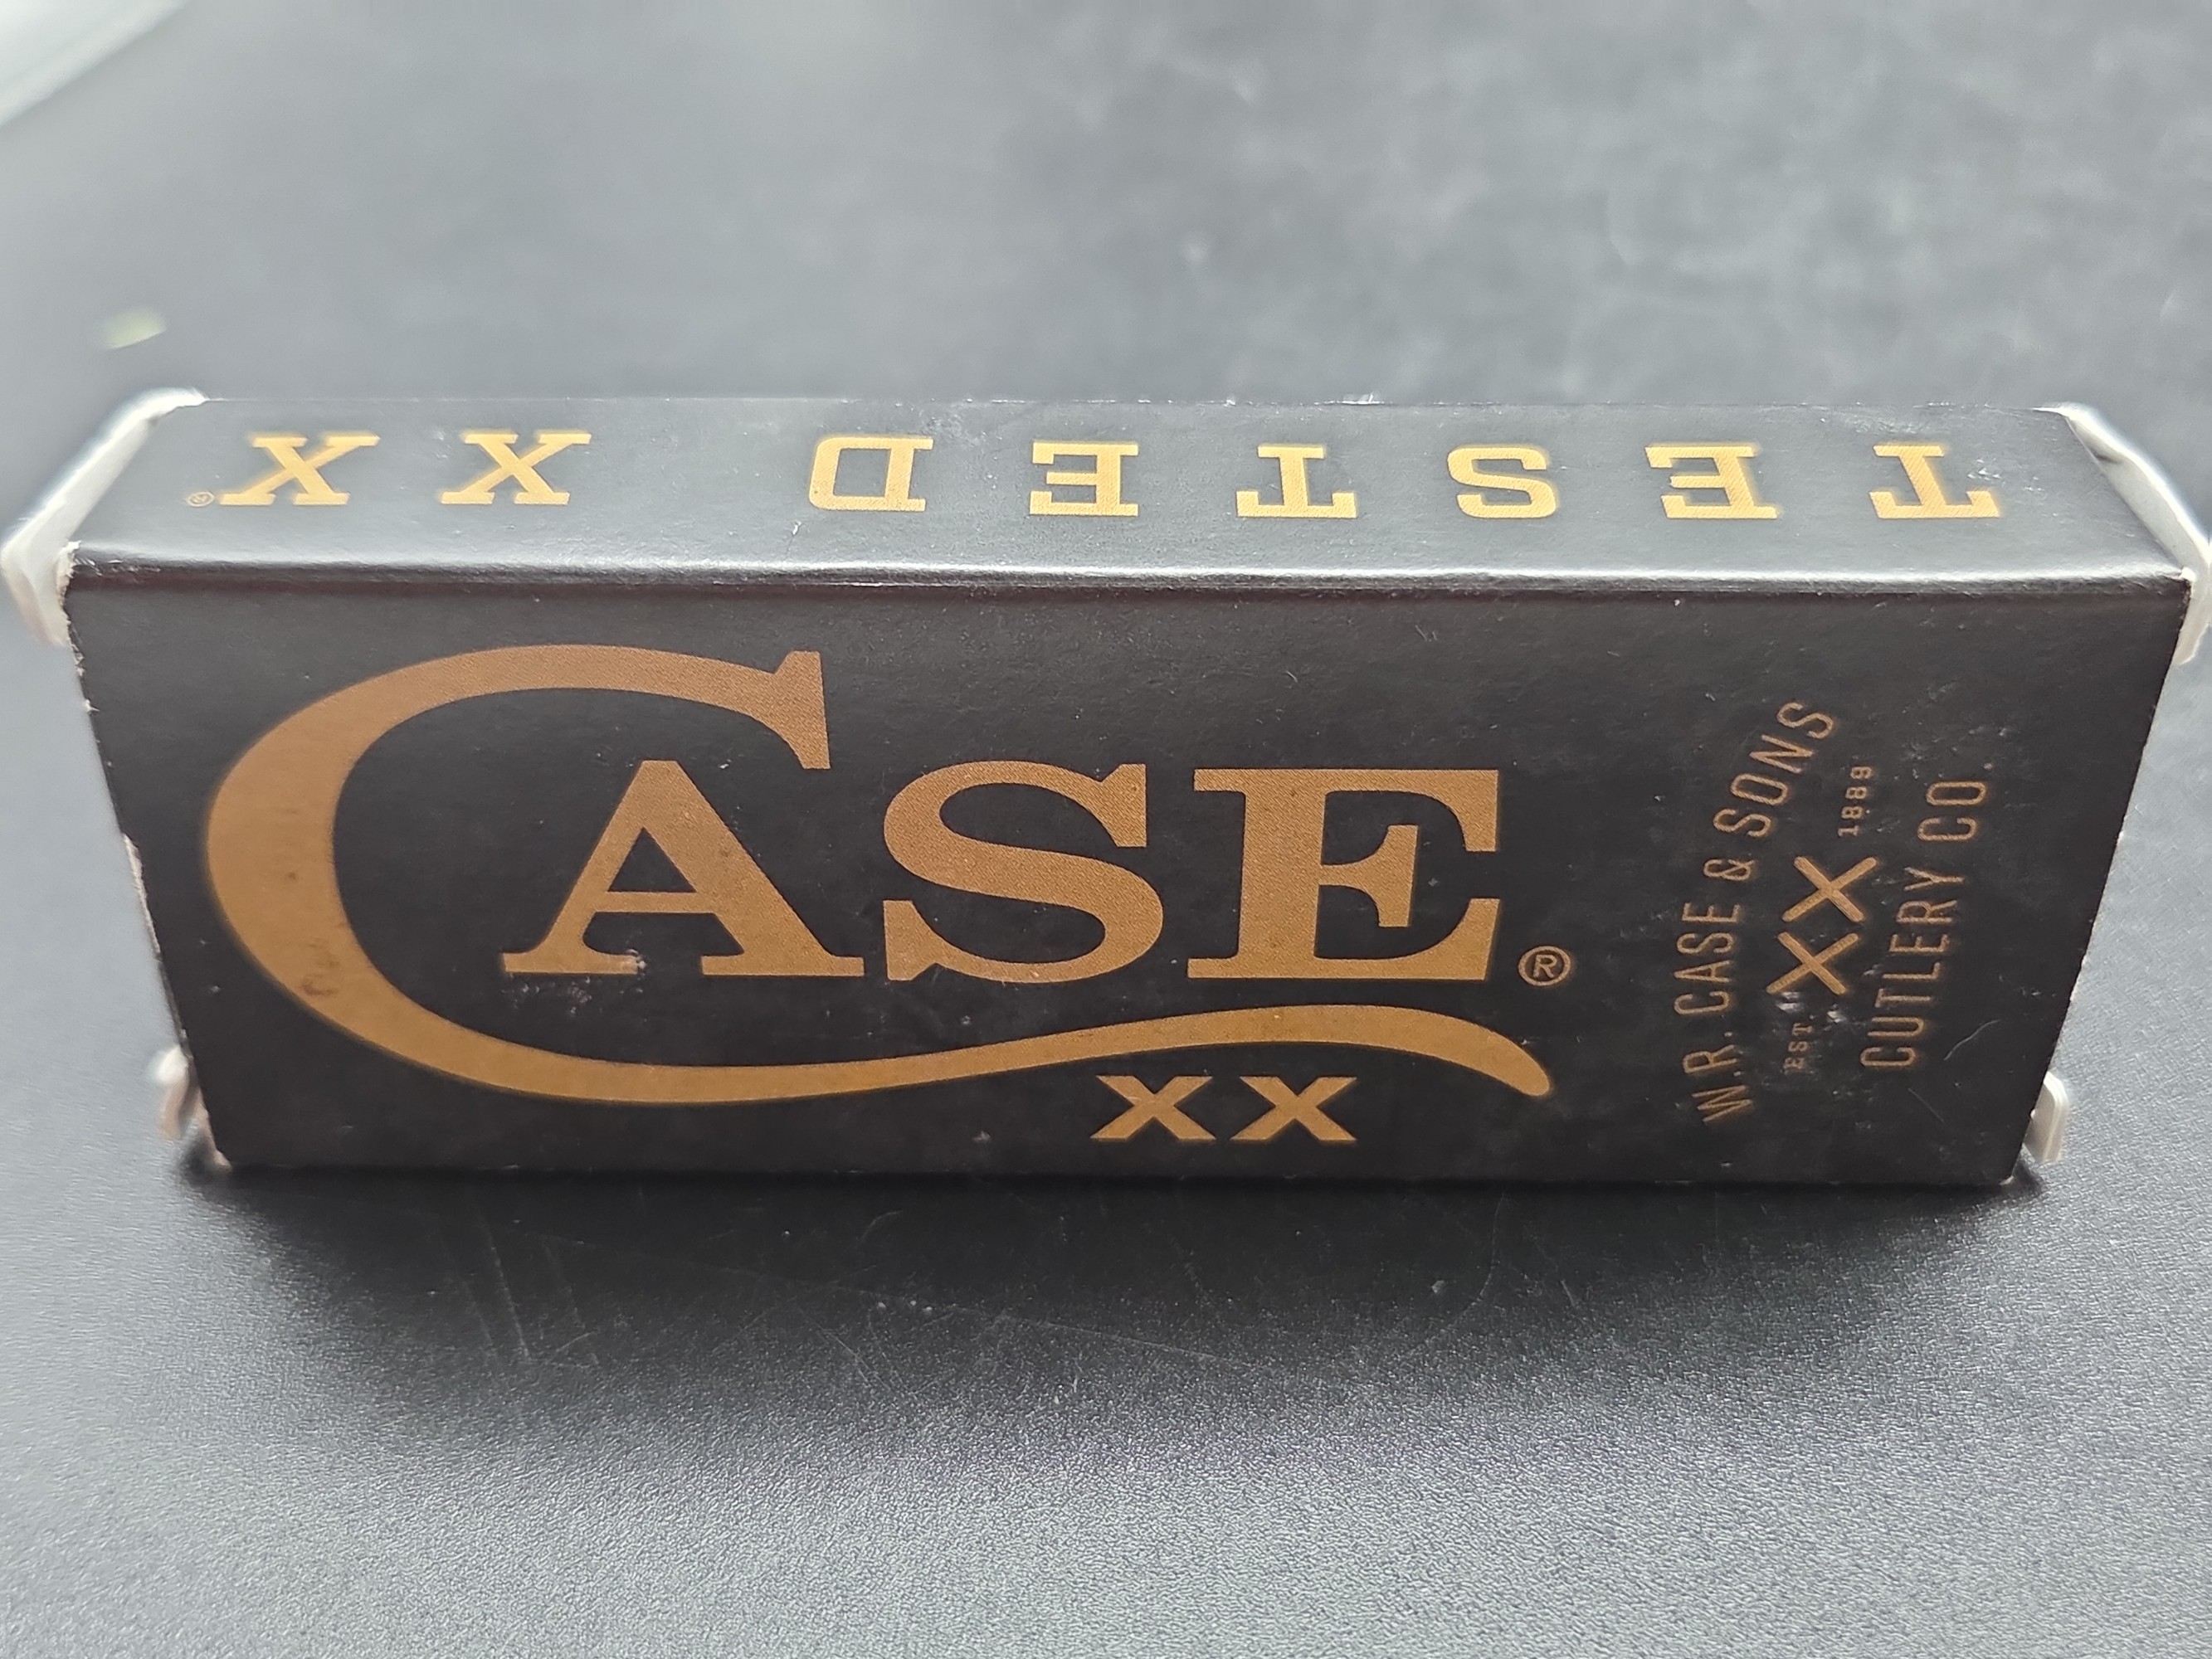 TESTED XX®
CASE®
XX
W.R. CASE & SONS
EST. XX 1889
CUTLERY CO.